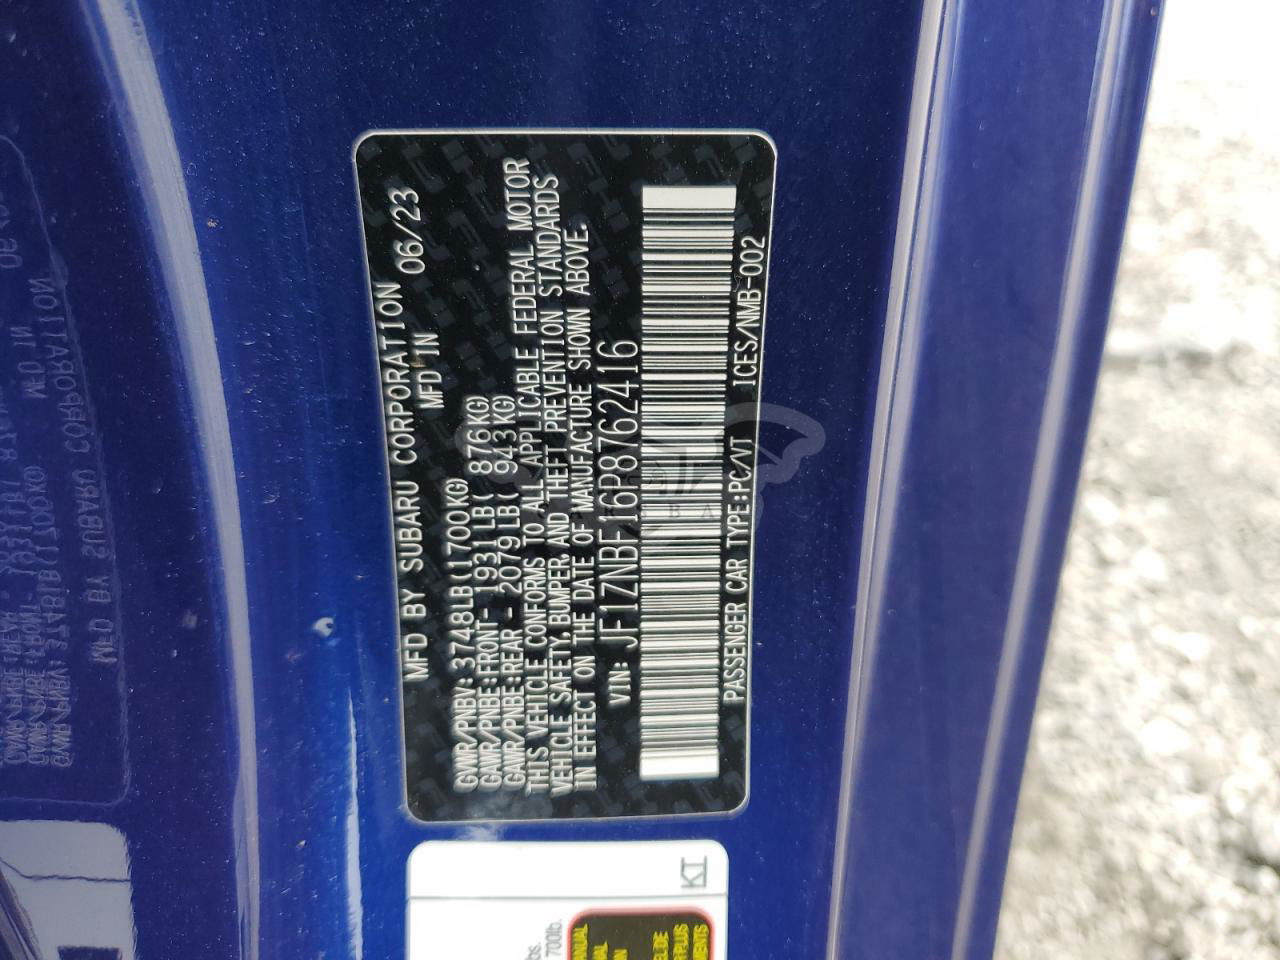 MFD BY SUBARU CORPORATION
MFD IN 06/23
GVWR/PNBV: 3748LB(1700KG)
GAWR/PNBE:FRONT- 1931LB( 876KG)
GAWR/PNBE:REAR - 2079LB( 943KG)
THIS VEHICLE CONFORMS TO ALL APPLICABLE FEDERAL MOTOR
VEHICLE SAFETY, BUMPER, AND THEFT PREVENTION STANDARDS
IN EFFECT ON THE DATE OF MANUFACTURE SHOWN ABOVE.
VIN: JF1ZNBF16P8762416
PASSENGER CAR TYPE:PC/VT ICES/NMB-002
KI
700lb.